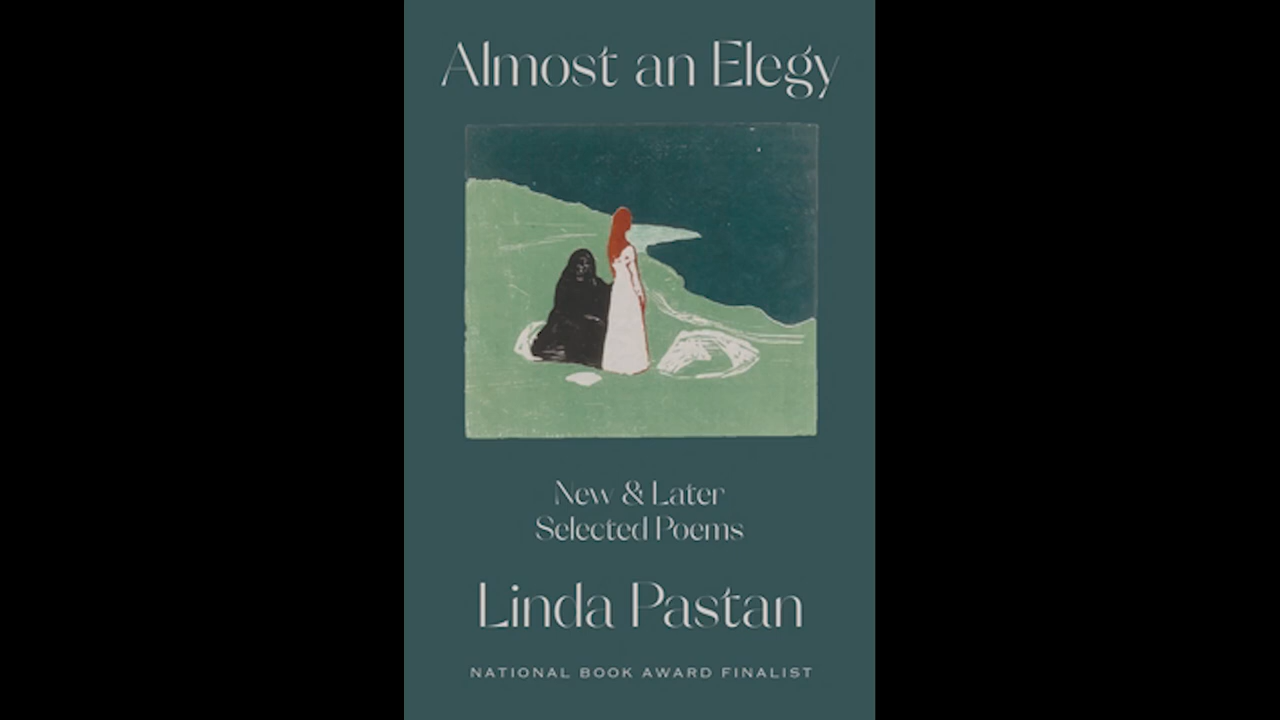 Almost an Elegy
New & Later
Selected Poems
Linda Pastan
NATIONAL BOOK AWARD FINALIST